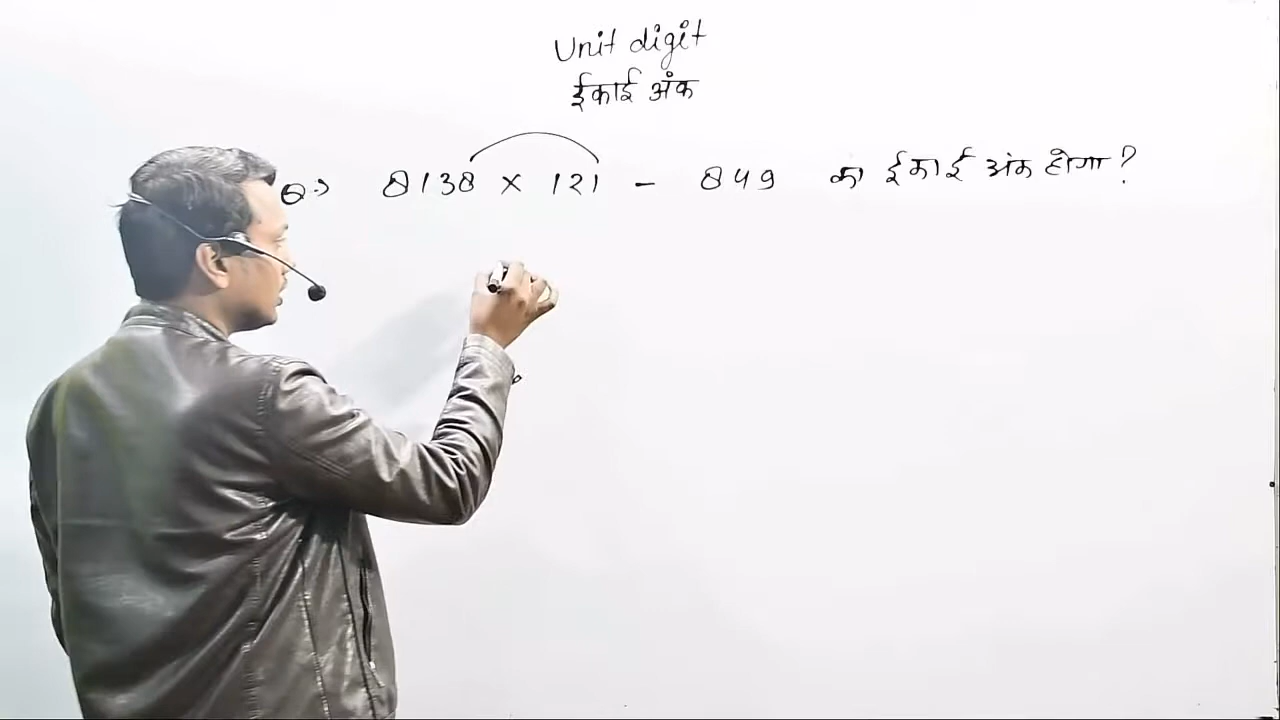 Unit digit
ईकाई अंक
Q→ 8138 × 121 - 849 का ईकाई अंक होगा ?